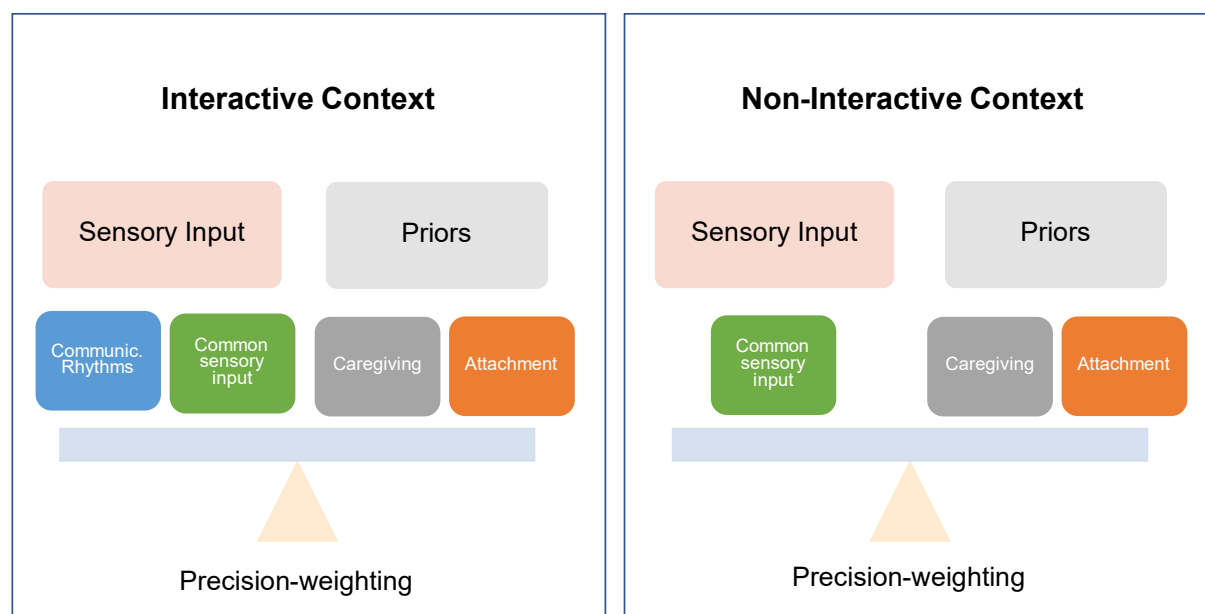 Interactive Context
Sensory Input
Priors
Communic.
Rhythms
Common
sensory
input
Caregiving
Attachment
Precision-weighting
Non-Interactive Context
Sensory Input
Priors
Common
sensory
input
Caregiving
Attachment
Precision-weighting